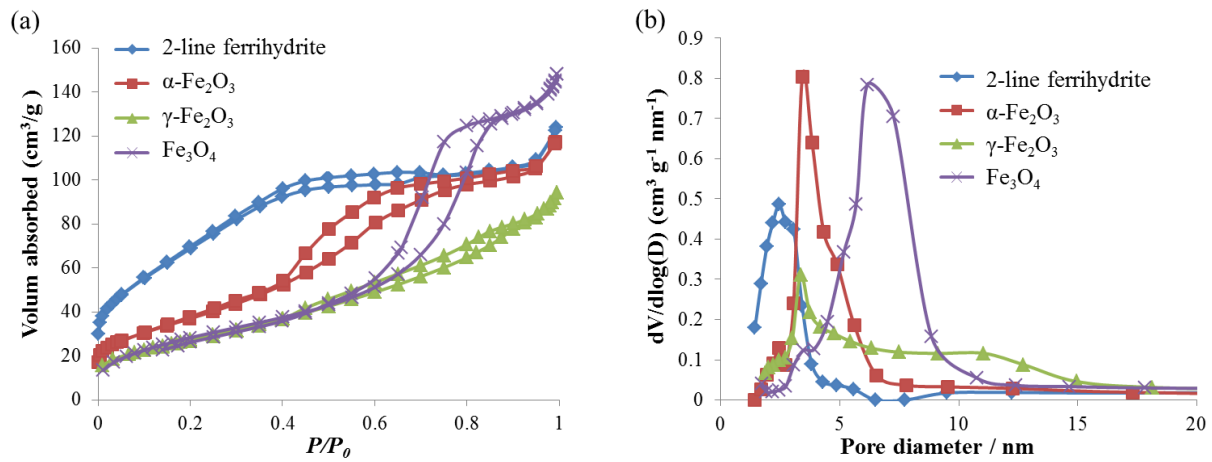 (a)
Volum absorbed (cm³/g )
160
140
120
100
80
60
40
20
0
0
0.2
0.4
0.6
0.8
1
P/P₀
2-line ferrihydrite
α-Fe₂O₃
γ-Fe₂O₃
Fe₃O₄
(b)
dV/dlog(D) (cm³ g⁻¹ nm⁻¹)
0.9
0.8
0.7
0.6
0.5
0.4
0.3
0.2
0.1
0
0
5
10
15
20
Pore diameter / nm
2-line ferrihydrite
α-Fe₂O₃
γ-Fe₂O₃
Fe₃O₄